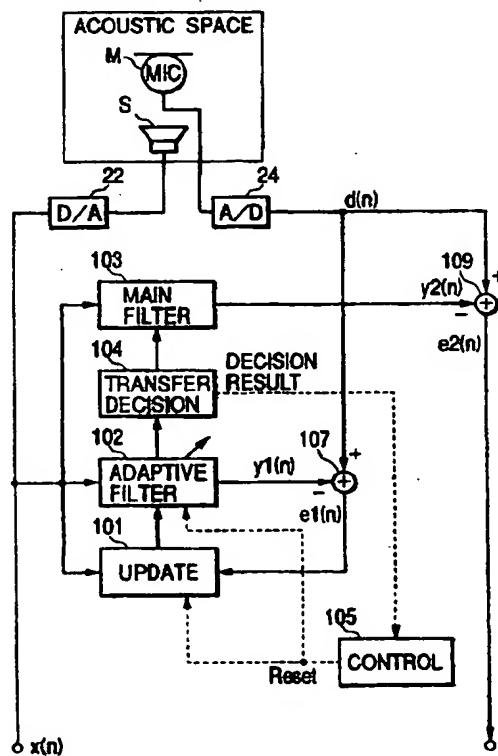 ACOUSTIC SPACE
M
MIC
S
22
D/A
24
A/D
d(n)
103
MAIN
FILTER
y2(n)
+
109
−
+
e2(n)
104
TRANSFER
DECISION
DECISION
RESULT
102
ADAPTIVE
FILTER
y1(n)
+
107
−
+
e1(n)
101
UPDATE
105
CONTROL
Reset
x(n)